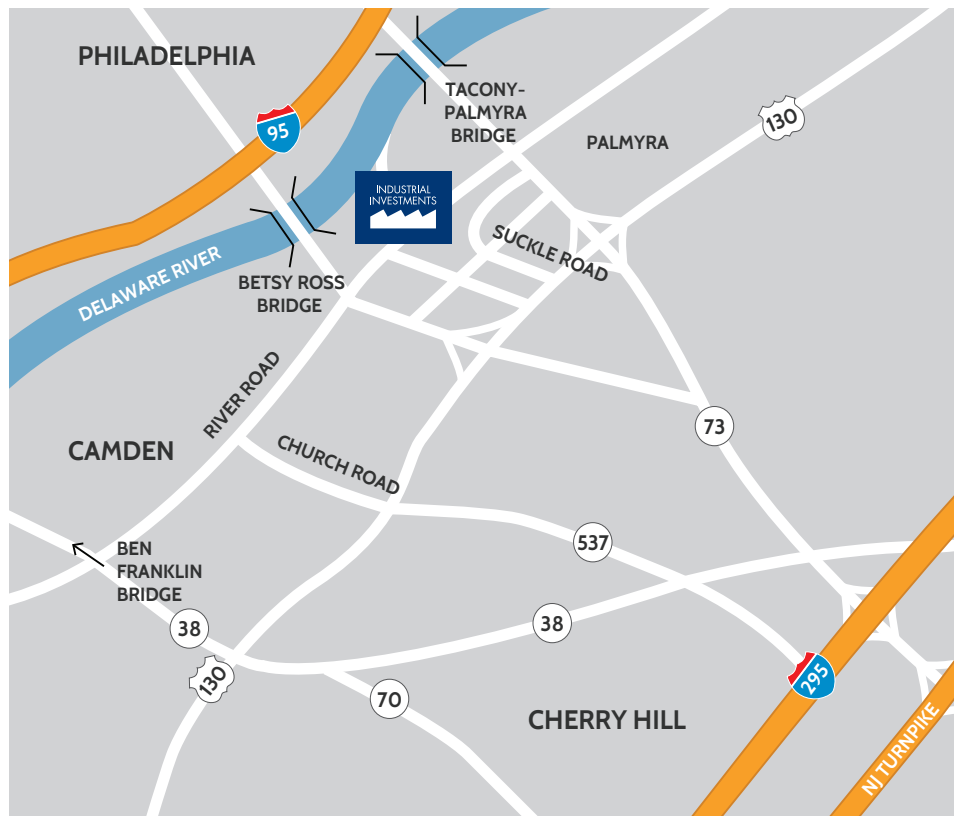 PHILADELPHIA
95
TACONY-
PALMYRA
BRIDGE
PALMYRA
130
INDUSTRIAL
INVESTMENTS
SUCKLE ROAD
DELAWARE RIVER
BETSY ROSS
BRIDGE
RIVER ROAD
CAMDEN
CHURCH ROAD
73
537
BEN
FRANKLIN
BRIDGE
38
38
130
70
295
CHERRY HILL
NJ TURNPIKE